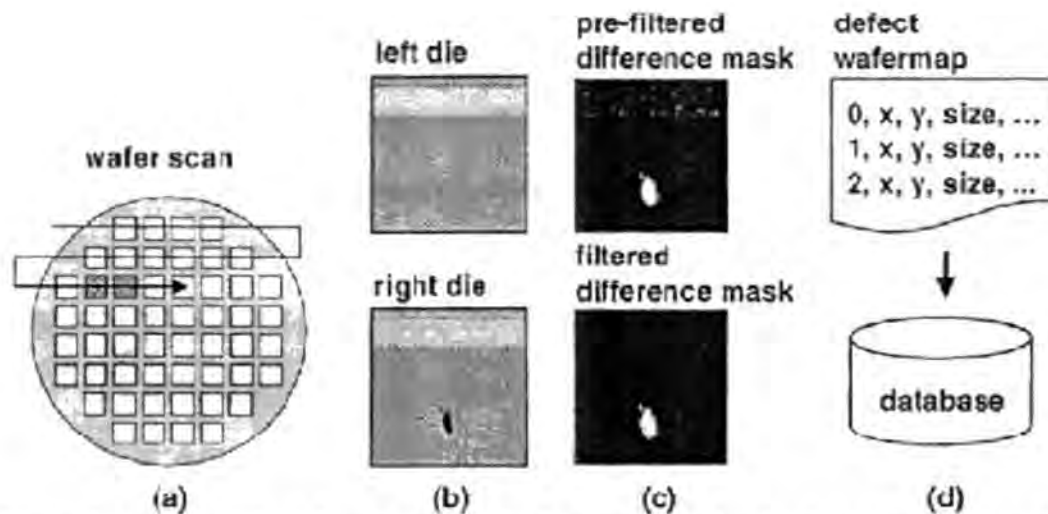 wafer scan
(a)
left die
right die
(b)
pre-filtered
difference mask
filtered
difference mask
(c)
defect
wafermap
0, x, y, size, ...
1, x, y, size, ...
2, x, y, size, ...
database
(d)